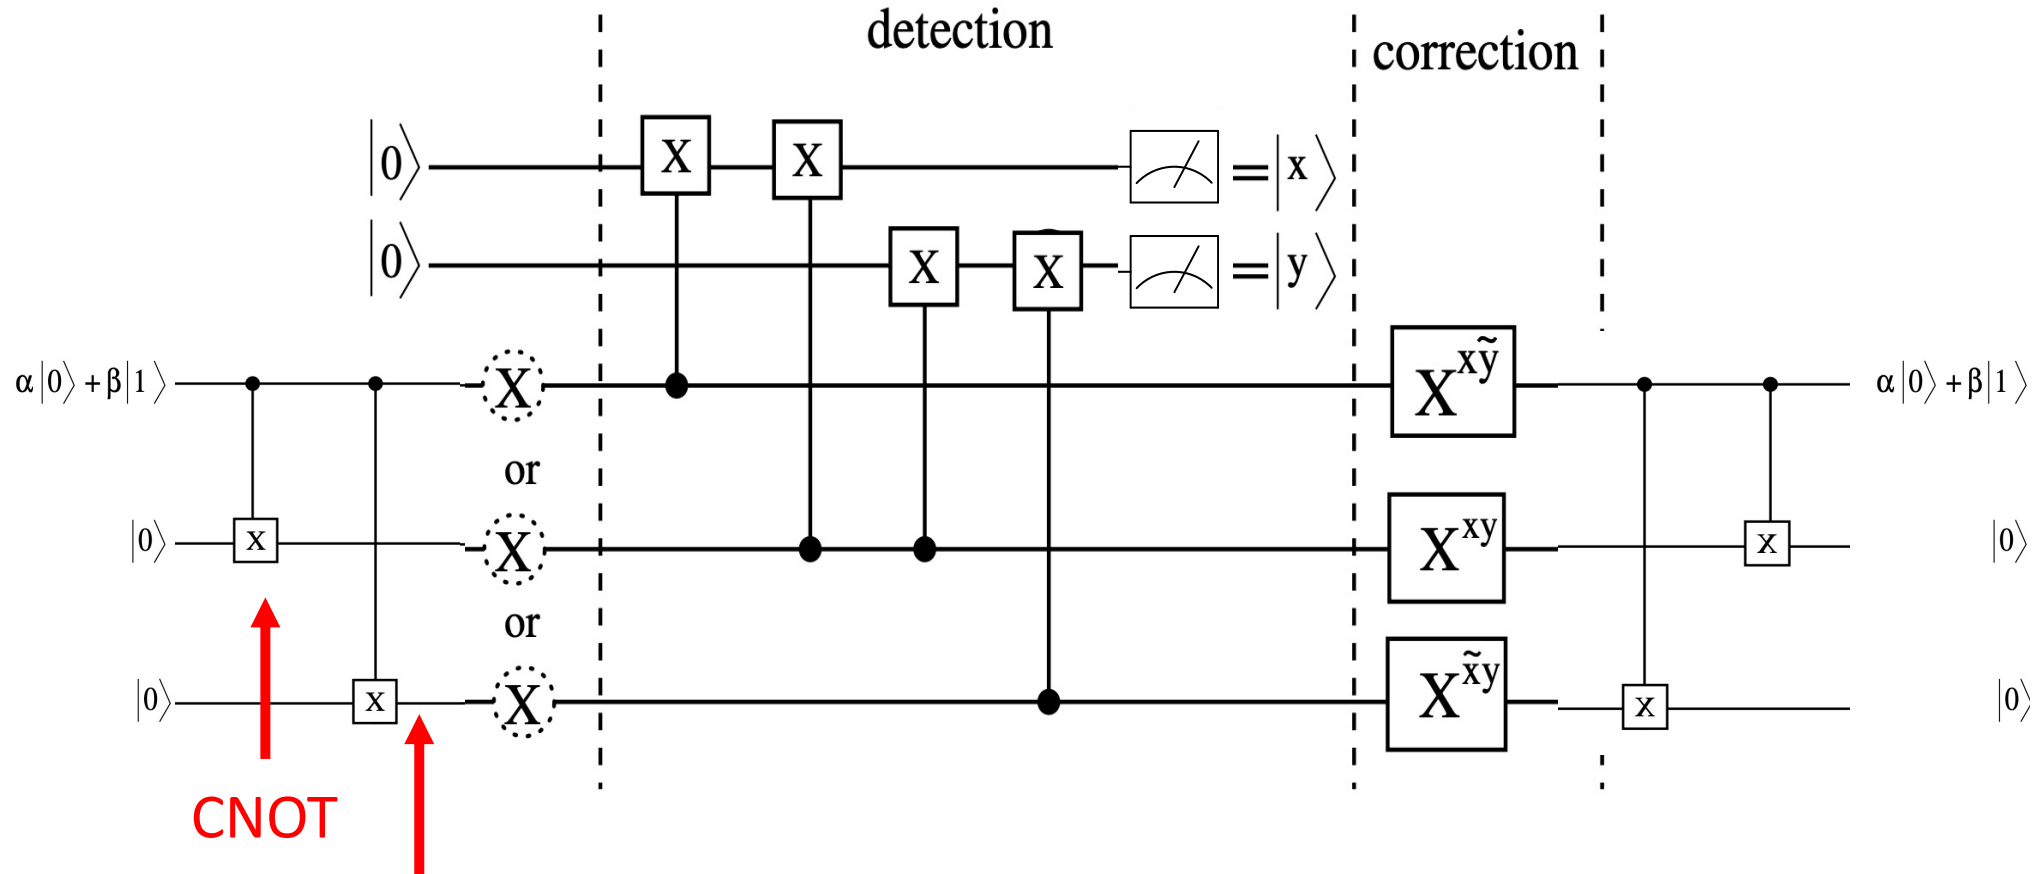 detection
correction
|0⟩ X X =|x⟩
|0⟩ X X =|y⟩
α|0⟩ + β|1⟩ X X^{xỹ} α|0⟩ + β|1⟩
or
|0⟩ X X X^{xy} X |0⟩
or
|0⟩ X X X^{x̃y} X |0⟩
CNOT